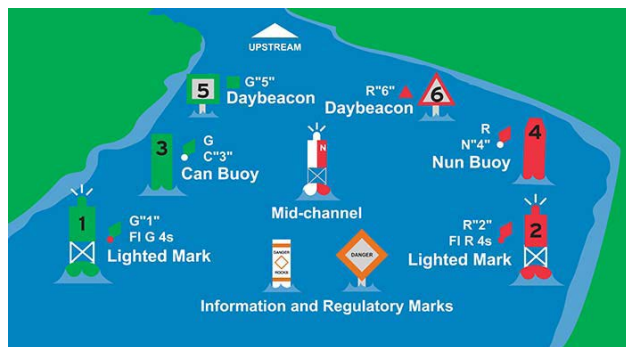 UPSTREAM
5
G"5"
Daybeacon
R"6"
Daybeacon
6
3
G
C"3"
Can Buoy
N
Mid-channel
R
N"4"
Nun Buoy
4
1
G"1"
Fl G 4s
Lighted Mark
R"2"
Fl R 4s
Lighted Mark
2
DANGER
ROCKS
DANGER
Information and Regulatory Marks